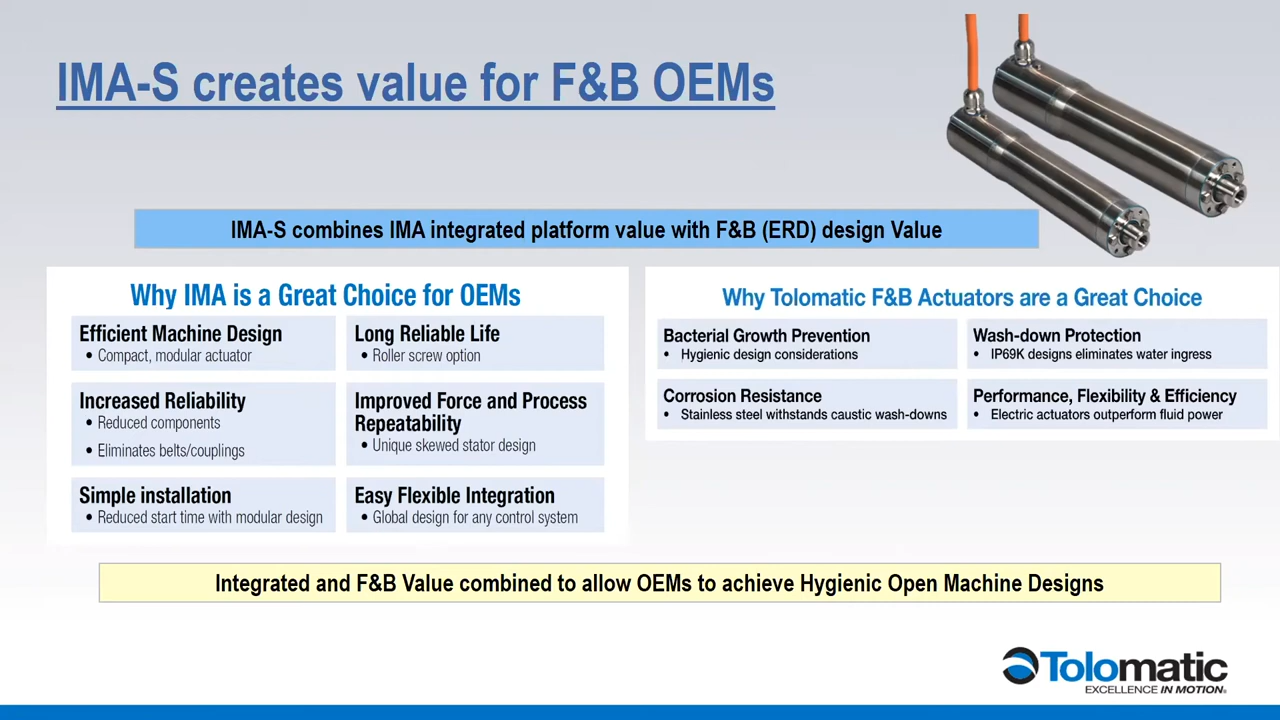 IMA-S creates value for F&B OEMs
IMA-S combines IMA integrated platform value with F&B (ERD) design Value
Why IMA is a Great Choice for OEMs
Efficient Machine Design
• Compact, modular actuator
Long Reliable Life
• Roller screw option
Increased Reliability
• Reduced components
• Eliminates belts/couplings
Improved Force and Process
Repeatability
• Unique skewed stator design
Simple installation
• Reduced start time with modular design
Easy Flexible Integration
• Global design for any control system
Why Tolomatic F&B Actuators are a Great Choice
Bacterial Growth Prevention
• Hygienic design considerations
Wash-down Protection
• IP69K designs eliminates water ingress
Corrosion Resistance
• Stainless steel withstands caustic wash-downs
Performance, Flexibility & Efficiency
• Electric actuators outperform fluid power
Integrated and F&B Value combined to allow OEMs to achieve Hygienic Open Machine Designs
Tolomatic
EXCELLENCE IN MOTION®